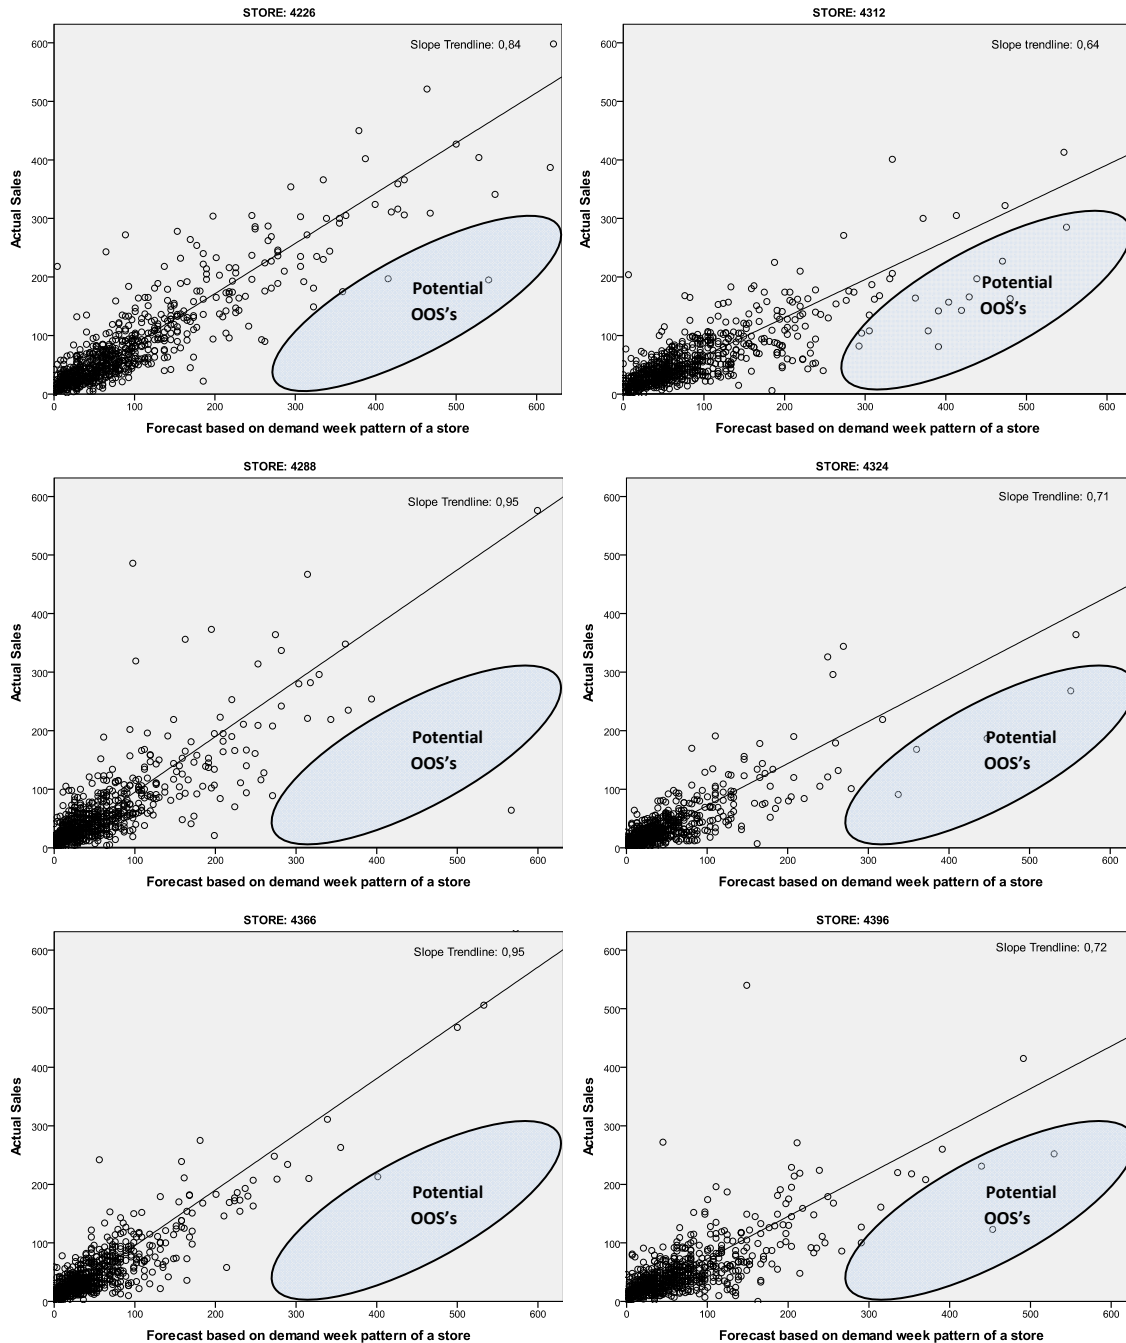 STORE: 4226
Slope Trendline: 0,84
600
500
400
300
200
100
0
Actual Sales
Potential
OOS's
0 100 200 300 400 500 600
Forecast based on demand week pattern of a store
STORE: 4312
Slope trendline: 0,64
600
500
400
300
200
100
0
Actual Sales
Potential
OOS's
0 100 200 300 400 500 600
Forecast based on demand week pattern of a store
STORE: 4288
Slope Trendline: 0,95
600
500
400
300
200
100
0
Actual Sales
Potential
OOS's
0 100 200 300 400 500 600
Forecast based on demand week pattern of a store
STORE: 4324
Slope Trendline: 0,71
600
500
400
300
200
100
0
Actual Sales
Potential
OOS's
0 100 200 300 400 500 600
Forecast based on demand week pattern of a store
STORE: 4366
Slope Trendline: 0,95
600
500
400
300
200
100
0
Actual Sales
Potential
OOS's
0 100 200 300 400 500 600
Forecast based on demand week pattern of a store
STORE: 4396
Slope Trendline: 0,72
600
500
400
300
200
100
0
Actual Sales
Potential
OOS's
0 100 200 300 400 500 600
Forecast based on demand week pattern of a store